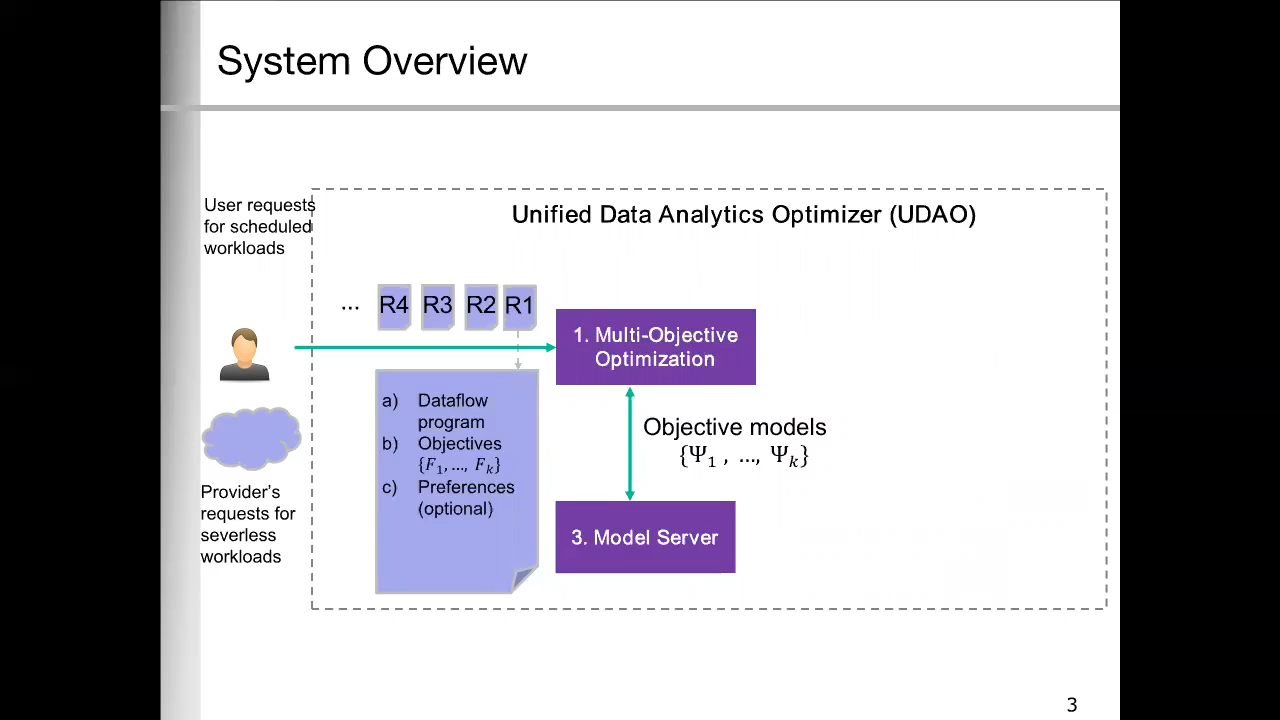 System Overview
User requests
for scheduled
workloads
Unified Data Analytics Optimizer (UDAO)
... R4 R3 R2 R1
1. Multi-Objective
Optimization
a) Dataflow
program
b) Objectives
{F1,..., Fk}
c) Preferences
(optional)
Objective models
{Ψ1 , ..., Ψk}
3. Model Server
Provider's
requests for
severless
workloads
3